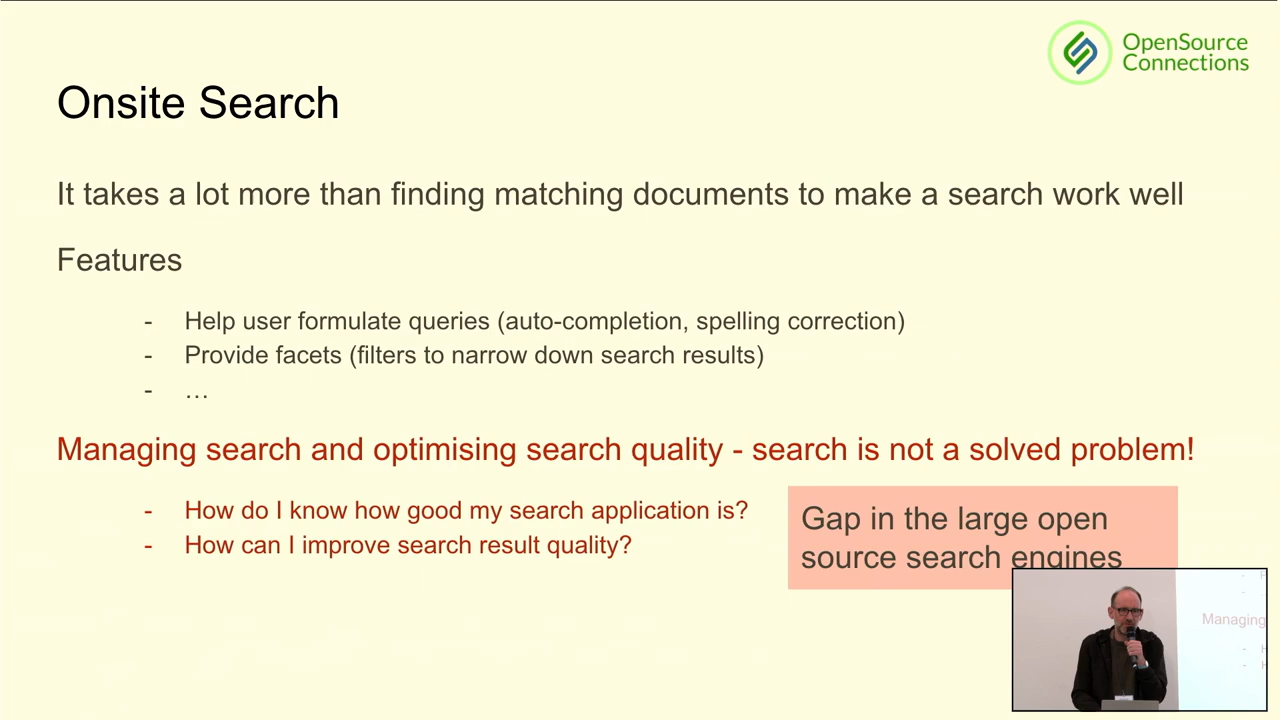 OpenSource
Connections
Onsite Search
It takes a lot more than finding matching documents to make a search work well
Features
- Help user formulate queries (auto-completion, spelling correction)
- Provide facets (filters to narrow down search results)
- …
Managing search and optimising search quality - search is not a solved problem!
- How do I know how good my search application is?
- How can I improve search result quality?
Gap in the large open
source search engines
Managing
- H
-
- H
- H